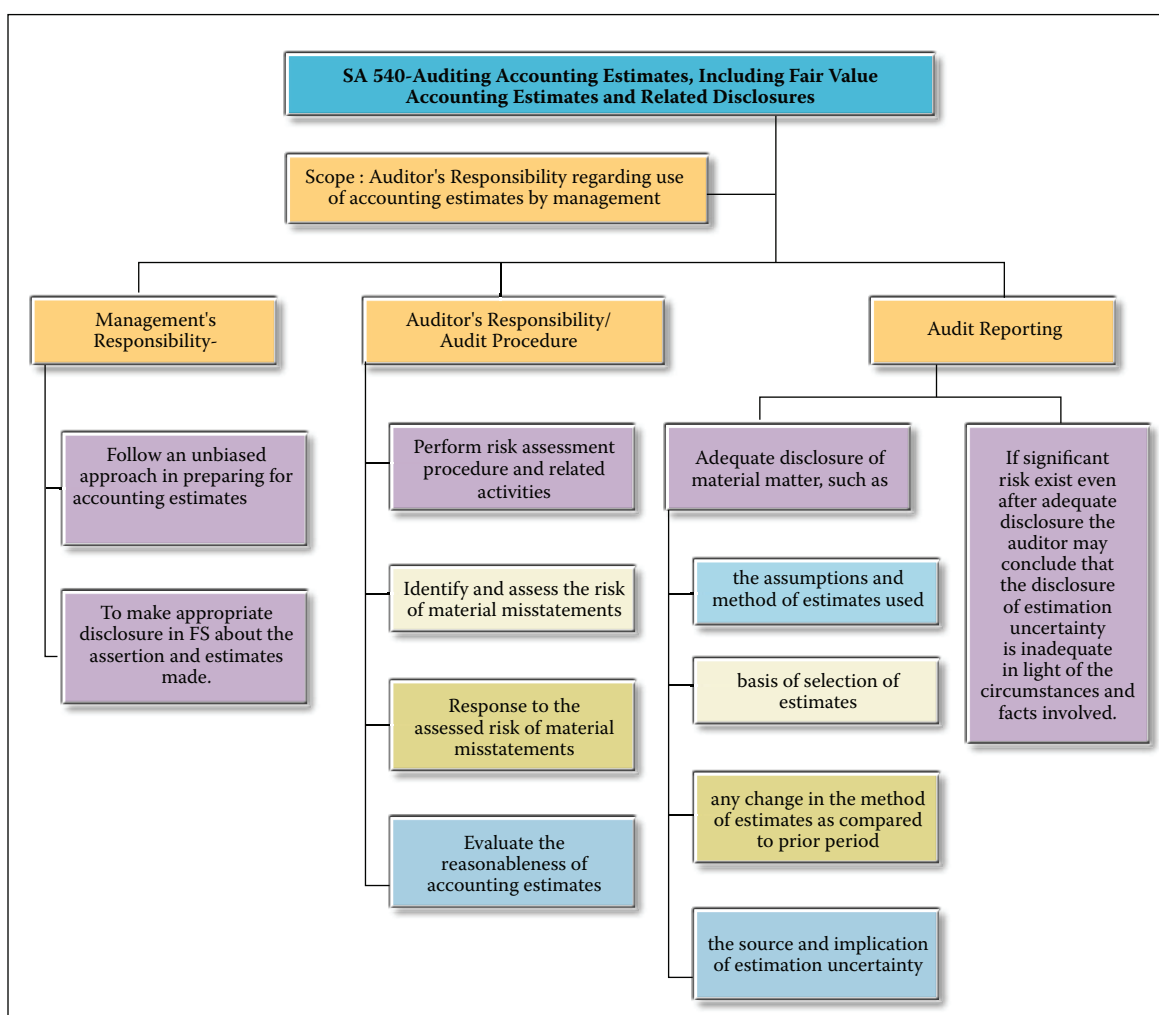 SA 540-Auditing Accounting Estimates, Including Fair Value
Accounting Estimates and Related Disclosures
Scope : Auditor's Responsibility regarding use
of accounting estimates by management
Management's
Responsibility-
Follow an unbiased
approach in preparing for
accounting estimates
To make appropriate
disclosure in FS about the
assertion and estimates
made.
Auditor's Responsibility/
Audit Procedure
Perform risk assessment
procedure and related
activities
Identify and assess the risk
of material misstatements
Response to the
assessed risk of material
misstatements
Evaluate the
reasonableness of
accounting estimates
Audit Reporting
Adequate disclosure of
material matter, such as
the assumptions and
method of estimates used
basis of selection of
estimates
any change in the method
of estimates as compared
to prior period
the source and implication
of estimation uncertainty
If significant
risk exist even
after adequate
disclosure the
auditor may
conclude that
the disclosure
of estimation
uncertainty
is inadequate
in light of the
circumstances and
facts involved.